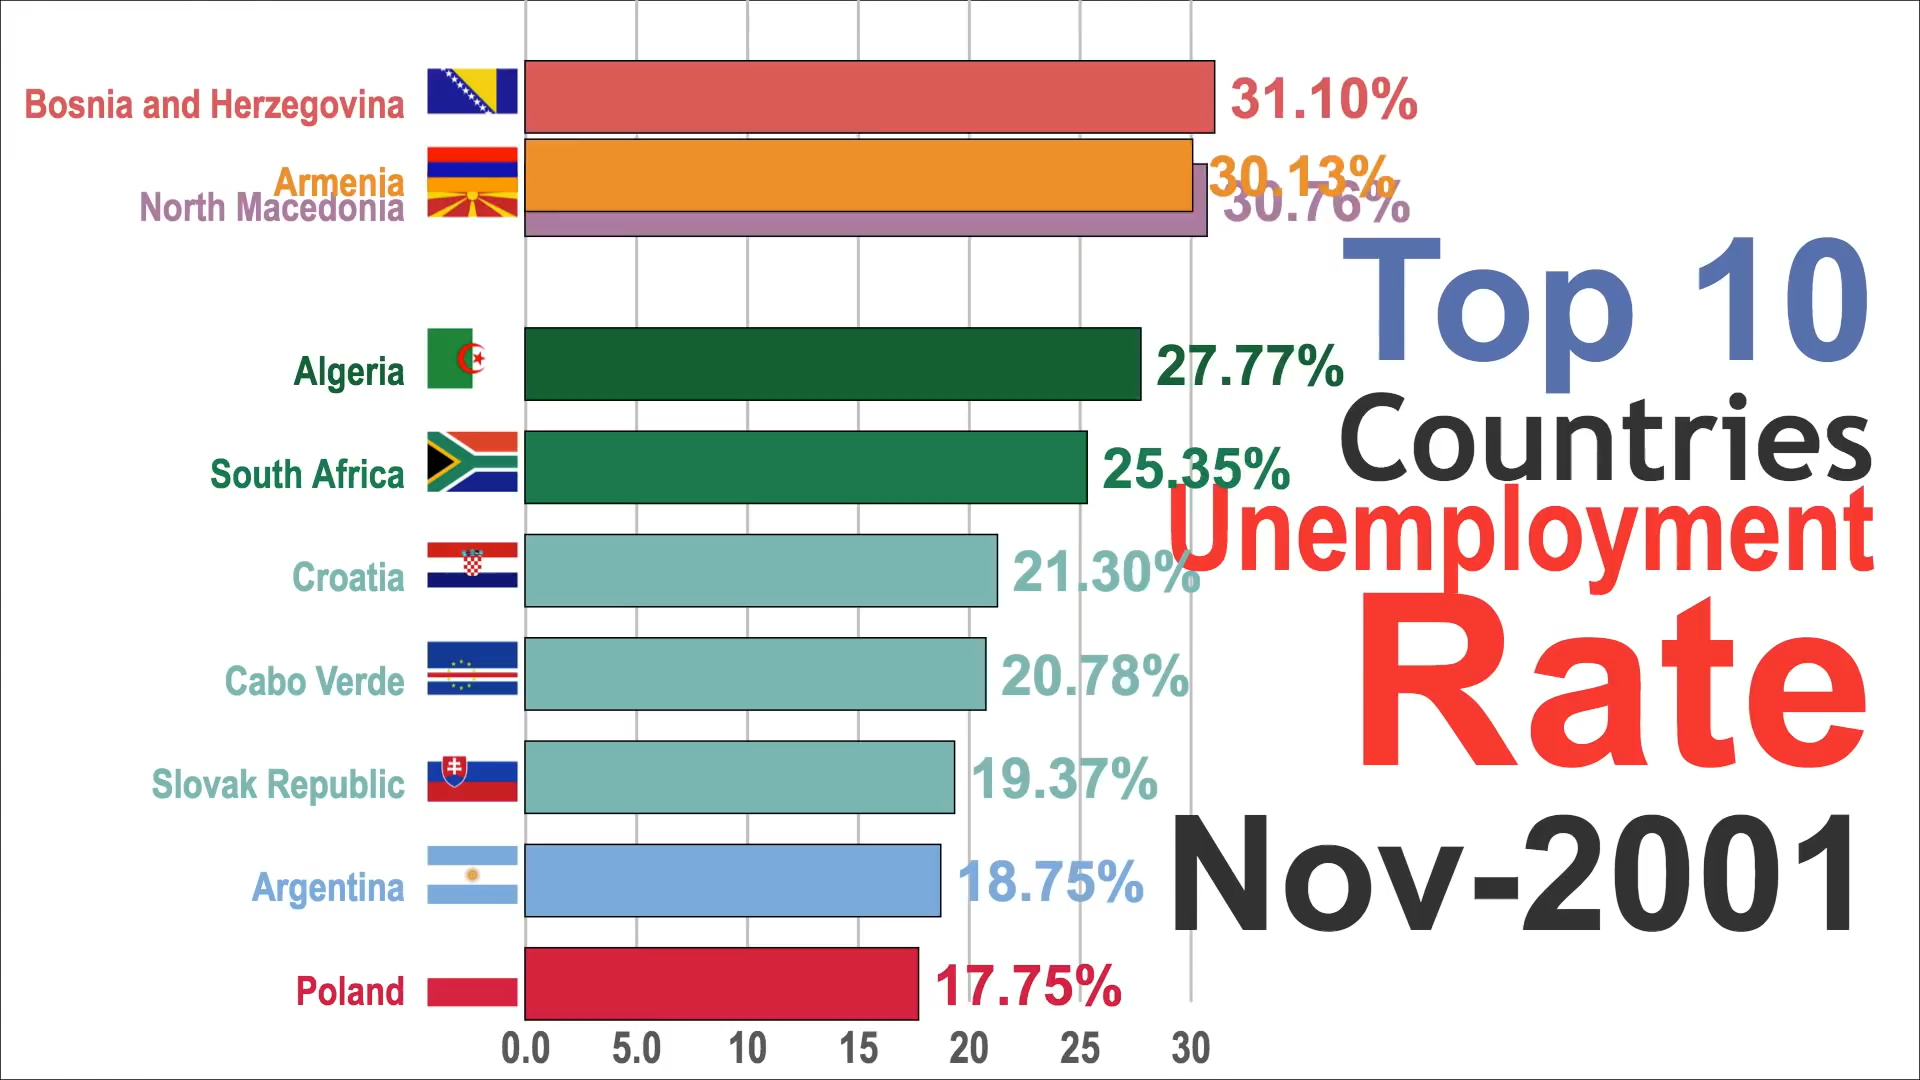 Bosnia and Herzegovina 31.10%
Armenia 30.13%
North Macedonia 30.76%
Algeria 27.77%
South Africa 25.35%
Croatia 21.30%
Cabo Verde 20.78%
Slovak Republic 19.37%
Argentina 18.75%
Poland 17.75%
0.0 5.0 10 15 20 25 30
Top 10
Countries
Unemployment
Rate
Nov-2001